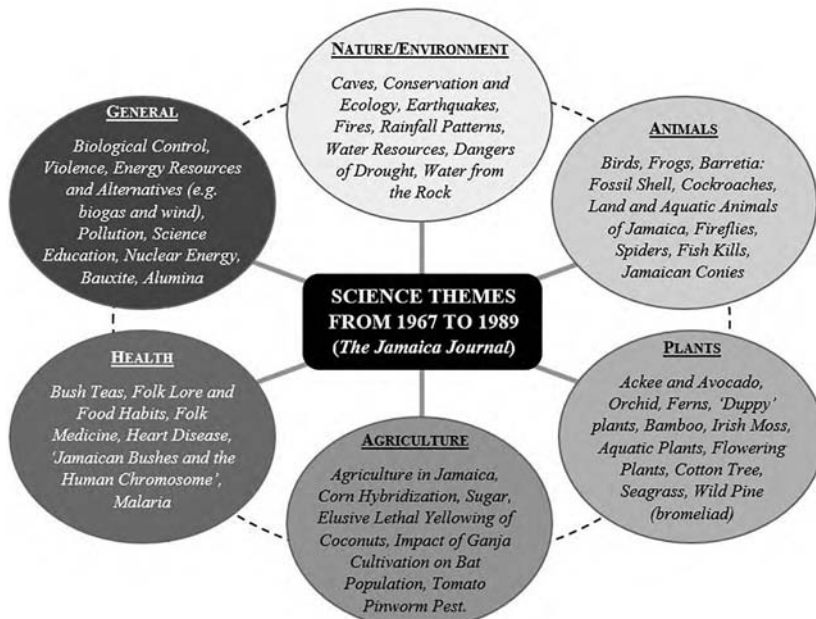 NATURE/ENVIRONMENT
Caves, Conservation and
Ecology, Earthquakes,
Fires, Rainfall Patterns,
Water Resources, Dangers
of Drought, Water from
the Rock
GENERAL
Biological Control,
Violence, Energy Resources
and Alternatives (e.g.
biogas and wind),
Pollution, Science
Education, Nuclear Energy,
Bauxite, Alumina
ANIMALS
Birds, Frogs, Barretia:
Fossil Shell, Cockroaches,
Land and Aquatic Animals
of Jamaica, Fireflies,
Spiders, Fish Kills,
Jamaican Conies
SCIENCE THEMES
FROM 1967 TO 1989
(The Jamaica Journal)
HEALTH
Bush Teas, Folk Lore and
Food Habits, Folk
Medicine, Heart Disease,
‘Jamaican Bushes and the
Human Chromosome’,
Malaria
AGRICULTURE
Agriculture in Jamaica,
Corn Hybridization, Sugar,
Elusive Lethal Yellowing of
Coconuts, Impact of Ganja
Cultivation on Bat
Population, Tomato
Pinworm Pest.
PLANTS
Ackee and Avocado,
Orchid, Ferns, ‘Duppy’
plants, Bamboo, Irish Moss,
Aquatic Plants, Flowering
Plants, Cotton Tree,
Seagrass, Wild Pine
(bromeliad)